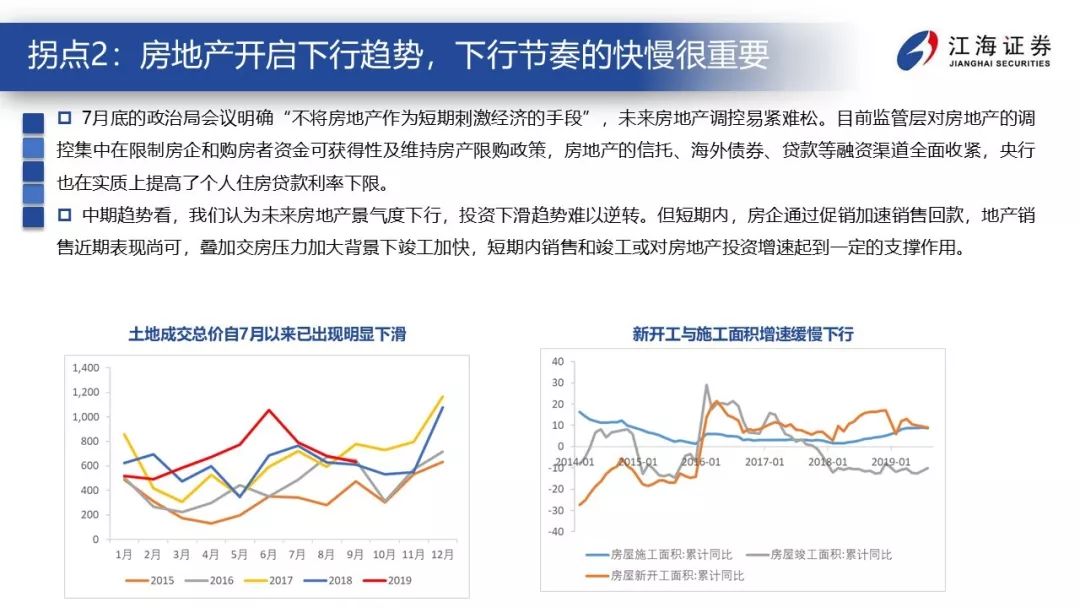 拐点2：房地产开启下行趋势，下行节奏的快慢很重要
江海证券
JIANGHAI SECURITIES
7月底的政治局会议明确“不将房地产作为短期刺激经济的手段”，未来房地产调控易紧难松。目前监管层对房地产的调
控集中在限制房企和购房者资金可获得性及维持房产限购政策，房地产的信托、海外债券、贷款等融资渠道全面收紧，央行
也在实质上提高了个人住房贷款利率下限。
中期趋势看，我们认为未来房地产景气度下行，投资下滑趋势难以逆转。但短期内，房企通过促销加速销售回款，地产销
售近期表现尚可，叠加交房压力加大背景下竣工加快，短期内销售和竣工或对房地产投资增速起到一定的支撑作用。
土地成交总价自7月以来已出现明显下滑
1,400
1,200
1,000
800
600
400
200
0
1月 2月 3月 4月 5月 6月 7月 8月 9月 10月 11月 12月
2015 2016 2017 2018 2019
新开工与施工面积增速缓慢下行
40
30
20
10
0
-10
-20
-30
-40
2014-01 2015-01 2016-01 2017-01 2018-01 2019-01
房屋施工面积:累计同比 房屋竣工面积:累计同比
房屋新开工面积:累计同比